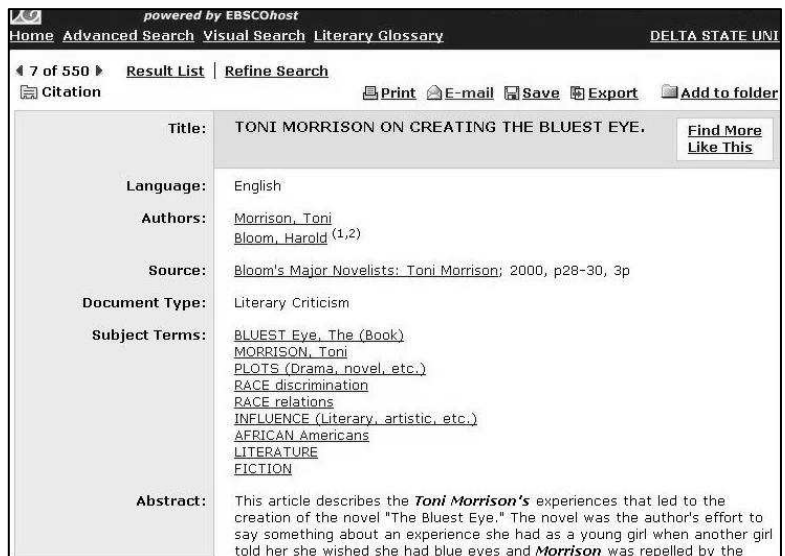 powered by EBSCOhost
Home Advanced Search Visual Search Literary Glossary DELTA STATE UNI
7 of 550 Result List | Refine Search
Citation Print E-mail Save Export Add to folder
Title: TONI MORRISON ON CREATING THE BLUEST EYE. Find More
Like This
Language: English
Authors: Morrison, Toni
Bloom, Harold (1,2)
Source: Bloom's Major Novelists: Toni Morrison; 2000, p28-30, 3p
Document Type: Literary Criticism
Subject Terms: BLUEST Eye, The (Book)
MORRISON, Toni
PLOTS (Drama, novel, etc.)
RACE discrimination
RACE relations
INFLUENCE (Literary, artistic, etc.)
AFRICAN Americans
LITERATURE
FICTION
Abstract: This article describes the Toni Morrison's experiences that led to the
creation of the novel "The Bluest Eye." The novel was the author's effort to
say something about an experience she had as a young girl when another girl
told her she wished she had blue eyes and Morrison was repelled by the